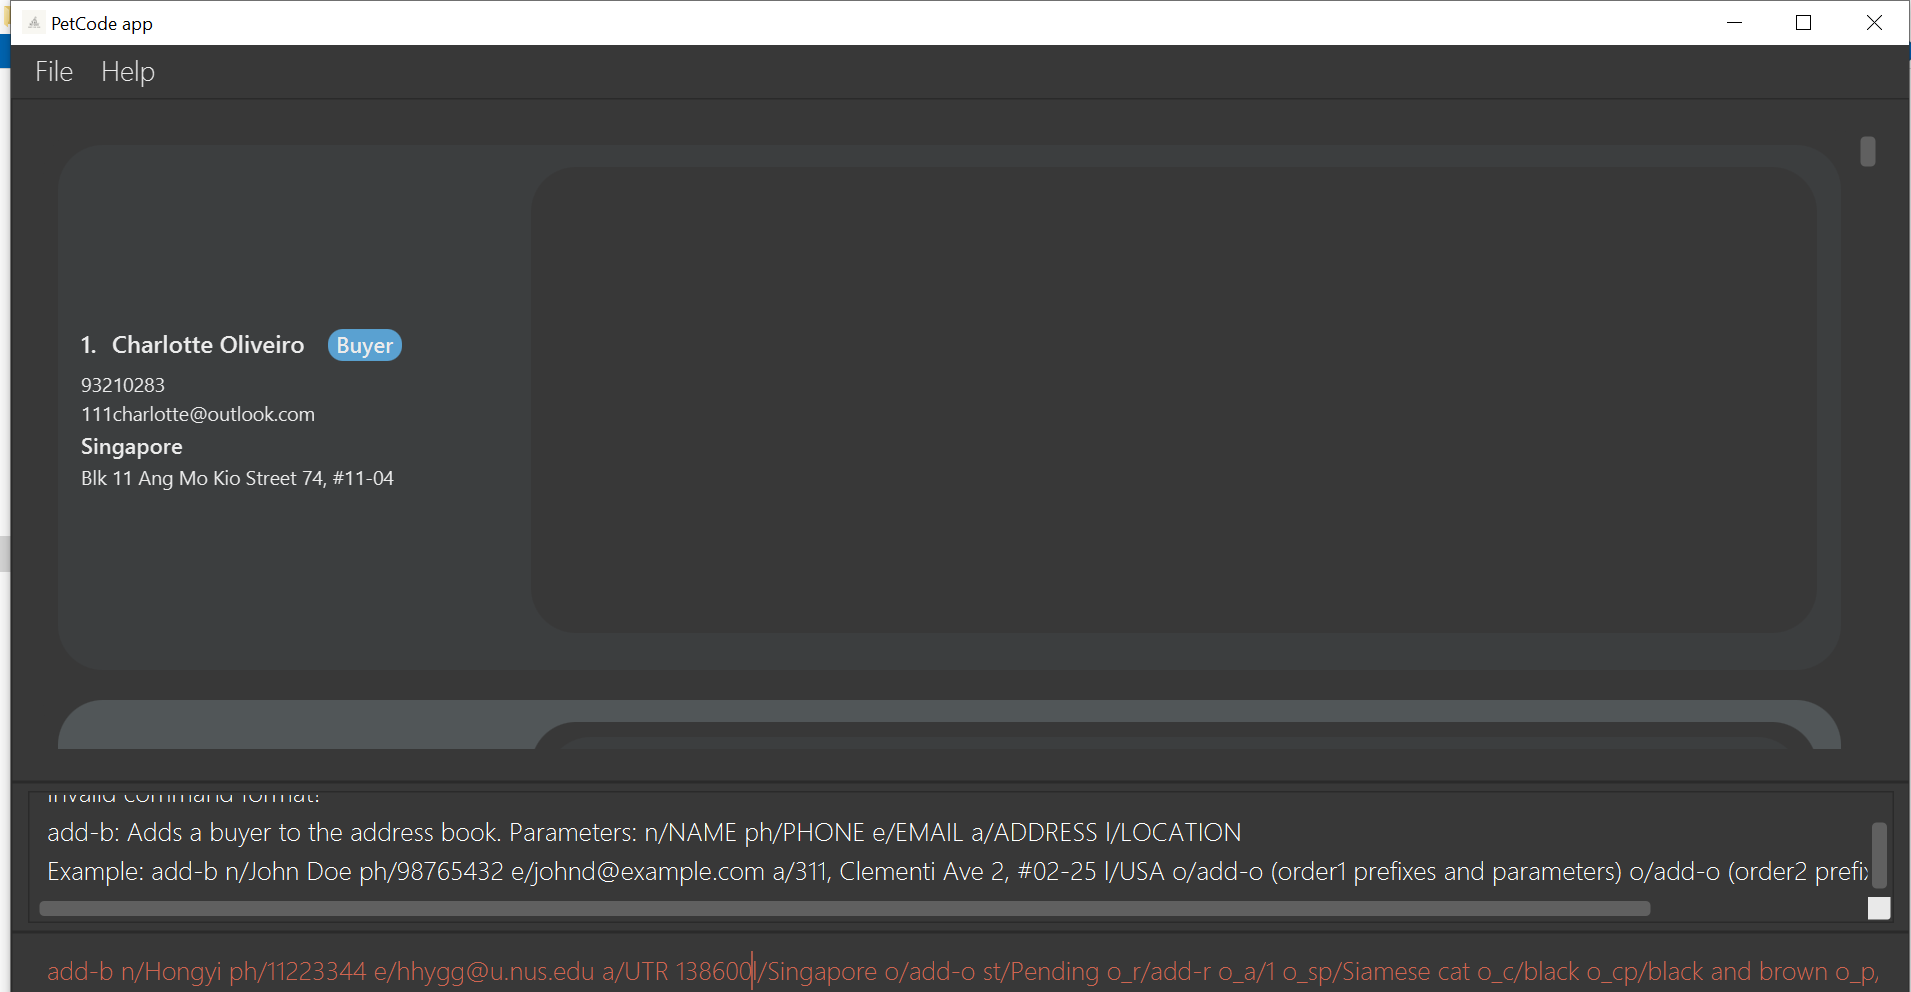 PetCode app
File Help
1. Charlotte Oliveiro Buyer
93210283
111charlotte@outlook.com
Singapore
Blk 11 Ang Mo Kio Street 74, #11-04
Invalid command format!
add-b: Adds a buyer to the address book. Parameters: n/NAME ph/PHONE e/EMAIL a/ADDRESS l/LOCATION
Example: add-b n/John Doe ph/98765432 e/johnd@example.com a/311, Clementi Ave 2, #02-25 l/USA o/add-o (order1 prefixes and parameters) o/add-o (order2
add-b n/Hongyi ph/11223344 e/hhygg@u.nus.edu a/UTR 138600l/Singapore o/add-o st/Pending o_r/add-r o_a/1 o_sp/Siamese cat o_c/black o_cp/black and brown